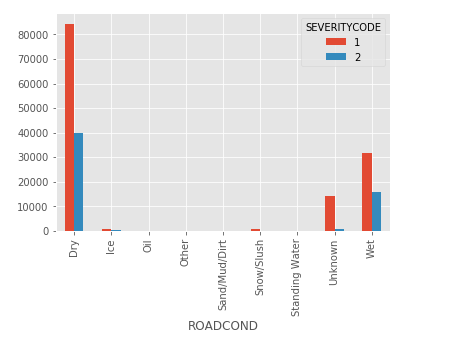 SEVERITYCODE
1
2
80000
70000
60000
50000
40000
30000
20000
10000
0
Dry
Ice
Oil
Other
Sand/Mud/Dirt
Snow/Slush
Standing Water
Unknown
Wet
ROADCOND